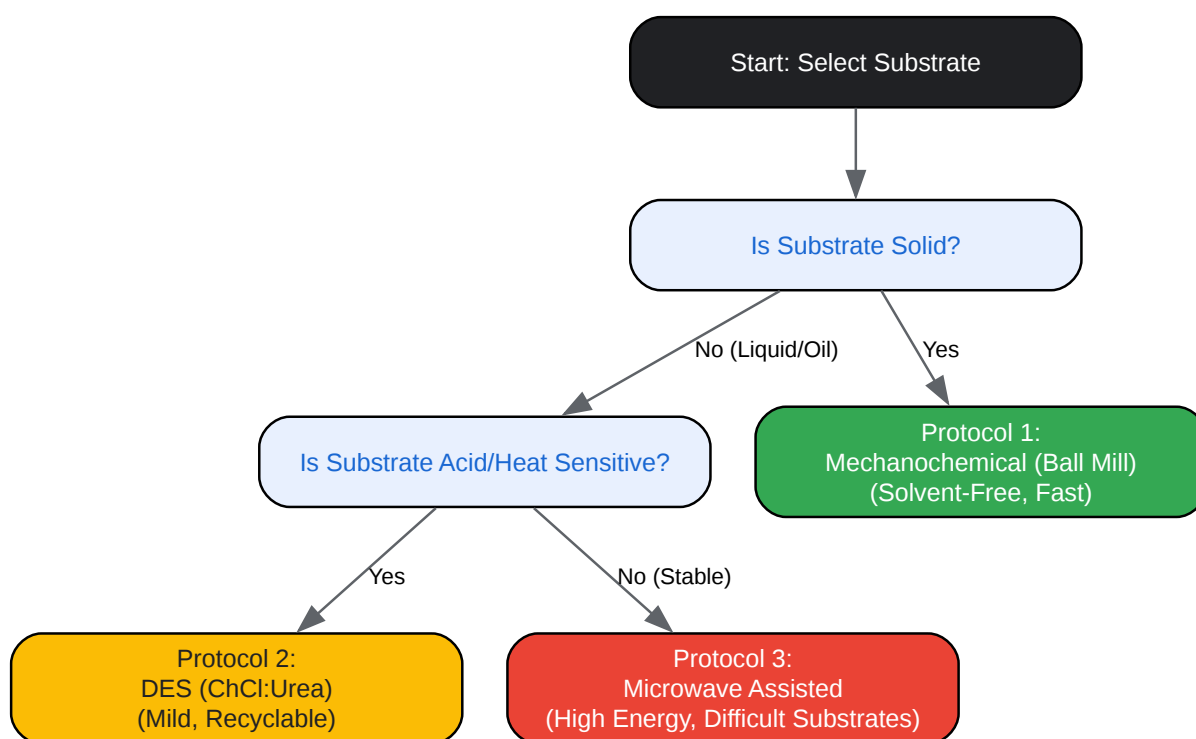 Start: Select Substrate
Is Substrate Solid?
No (Liquid/Oil)
Yes
Is Substrate Acid/Heat Sensitive?
Protocol 1:
Mechanochemical (Ball Mill)
(Solvent-Free, Fast)
Yes
No (Stable)
Protocol 2:
DES (ChCl:Urea)
(Mild, Recyclable)
Protocol 3:
Microwave Assisted
(High Energy, Difficult Substrates)